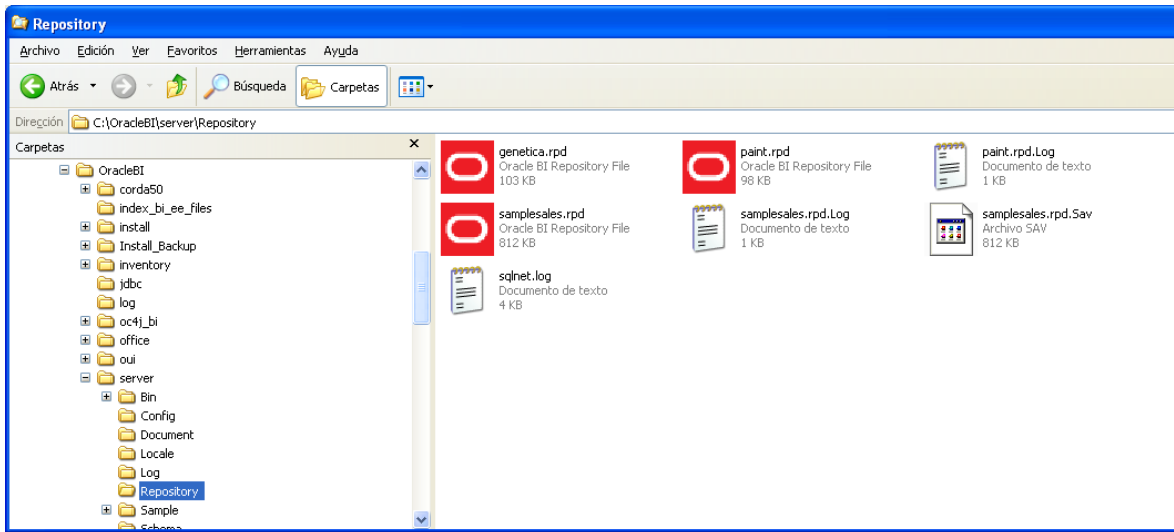 Repository
Archivo Edición Ver Favoritos Herramientas Ayuda
Atrás Búsqueda Carpetas
Dirección C:\OracleBI\server\Repository
Carpetas
OracleBI
corda50
index_bi_ee_files
install
Install_Backup
inventory
jdbc
log
oc4j_bi
office
oui
server
Bin
Config
Document
Locale
Log
Repository
Sample
Schema
genetica.rpd
Oracle BI Repository File
103 KB
paint.rpd
Oracle BI Repository File
98 KB
paint.rpd.Log
Documento de texto
1 KB
samplesales.rpd
Oracle BI Repository File
812 KB
samplesales.rpd.Log
Documento de texto
1 KB
samplesales.rpd.Sav
Archivo SAV
812 KB
sqlnet.log
Documento de texto
4 KB